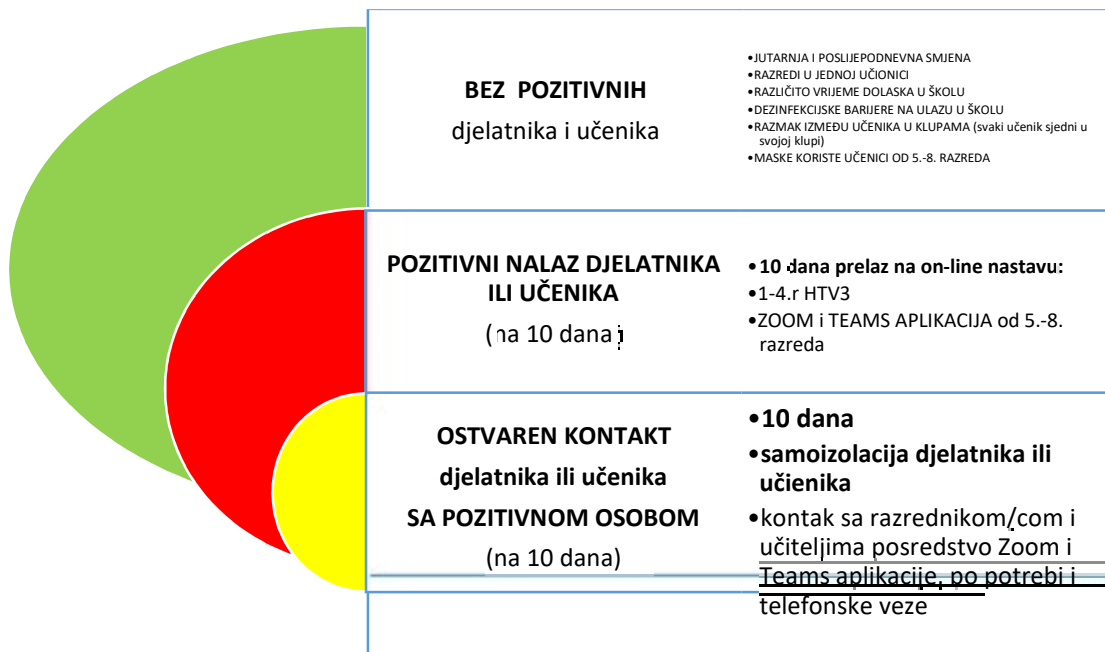 BEZ POZITIVNIH
djelatnika i učenika
•JUTARNJA I POSLIJEPODNEVNA SMJENA
•RAZREDI U JEDNOJ UČIONICI
•RAZLIČITO VRIJEME DOLASKA U ŠKOLU
•DEZINFEKCIJSKE BARIJERE NA ULAZU U ŠKOLU
•RAZMAK IZMEĐU UČENIKA U KLUPAMA (svaki učenik sjedni u
svojoj klupi)
•MASKE KORISTE UČENICI OD 5.-8. RAZREDA
POZITIVNI NALAZ DJELATNIKA
ILI UČENIKA
(na 10 dana)
•10 dana prelaz na on-line nastavu:
•1-4.r HTV3
•ZOOM i TEAMS APLIKACIJA od 5.-8.
razreda
OSTVAREN KONTAKT
djelatnika ili učenika
SA POZITIVNOM OSOBOM
(na 10 dana)
•10 dana
•samoizolacija djelatnika ili
učienika
•kontak sa razrednikom/com i
učiteljima posredstvo Zoom i
Teams aplikacije, po potrebi i
telefonske veze